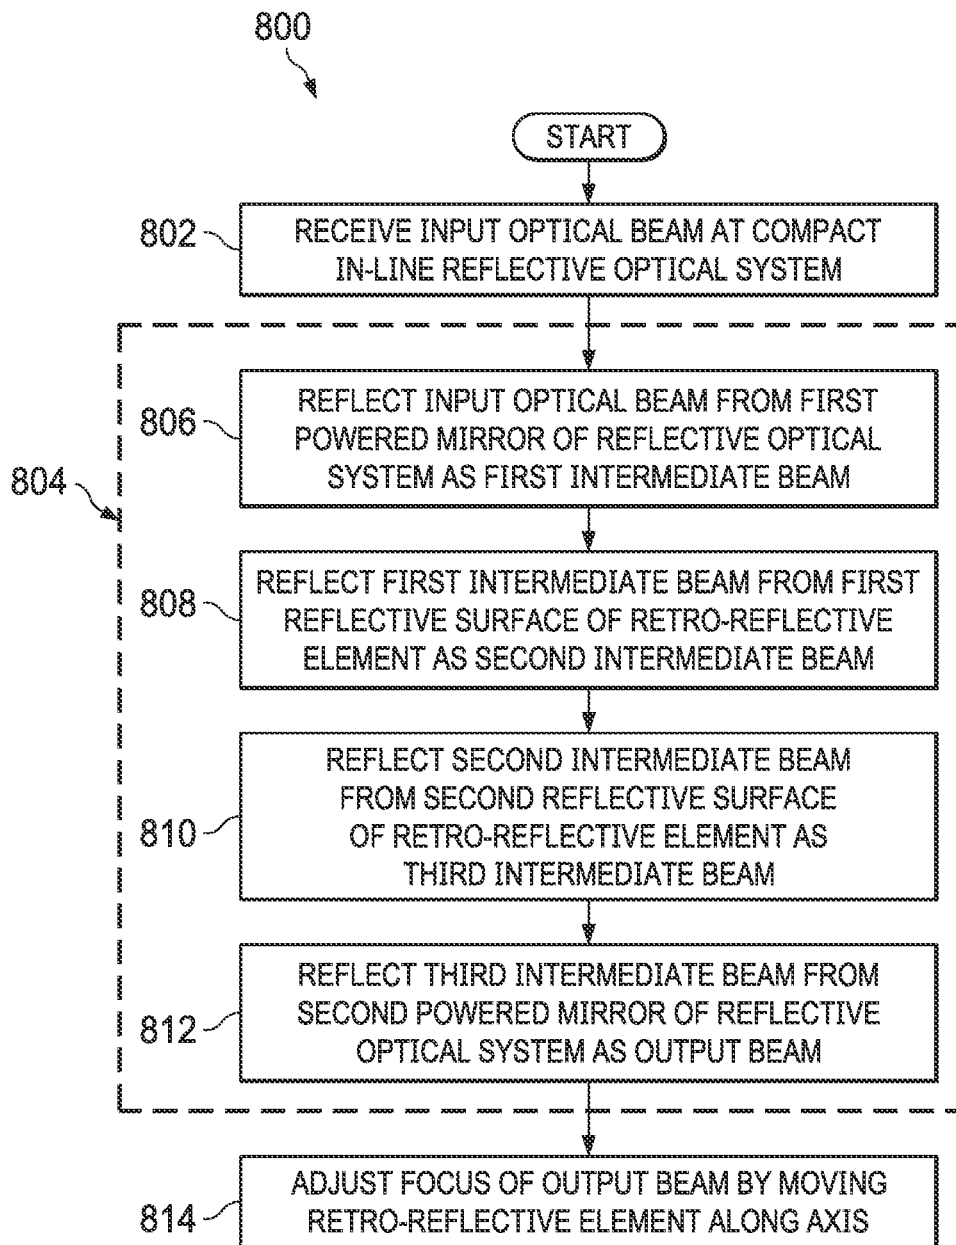 800
START
802
RECEIVE INPUT OPTICAL BEAM AT COMPACT
IN-LINE REFLECTIVE OPTICAL SYSTEM
804
806
REFLECT INPUT OPTICAL BEAM FROM FIRST
POWERED MIRROR OF REFLECTIVE OPTICAL
SYSTEM AS FIRST INTERMEDIATE BEAM
808
REFLECT FIRST INTERMEDIATE BEAM FROM FIRST
REFLECTIVE SURFACE OF RETRO-REFLECTIVE
ELEMENT AS SECOND INTERMEDIATE BEAM
810
REFLECT SECOND INTERMEDIATE BEAM
FROM SECOND REFLECTIVE SURFACE
OF RETRO-REFLECTIVE ELEMENT AS
THIRD INTERMEDIATE BEAM
812
REFLECT THIRD INTERMEDIATE BEAM FROM
SECOND POWERED MIRROR OF REFLECTIVE
OPTICAL SYSTEM AS OUTPUT BEAM
814
ADJUST FOCUS OF OUTPUT BEAM BY MOVING
RETRO-REFLECTIVE ELEMENT ALONG AXIS